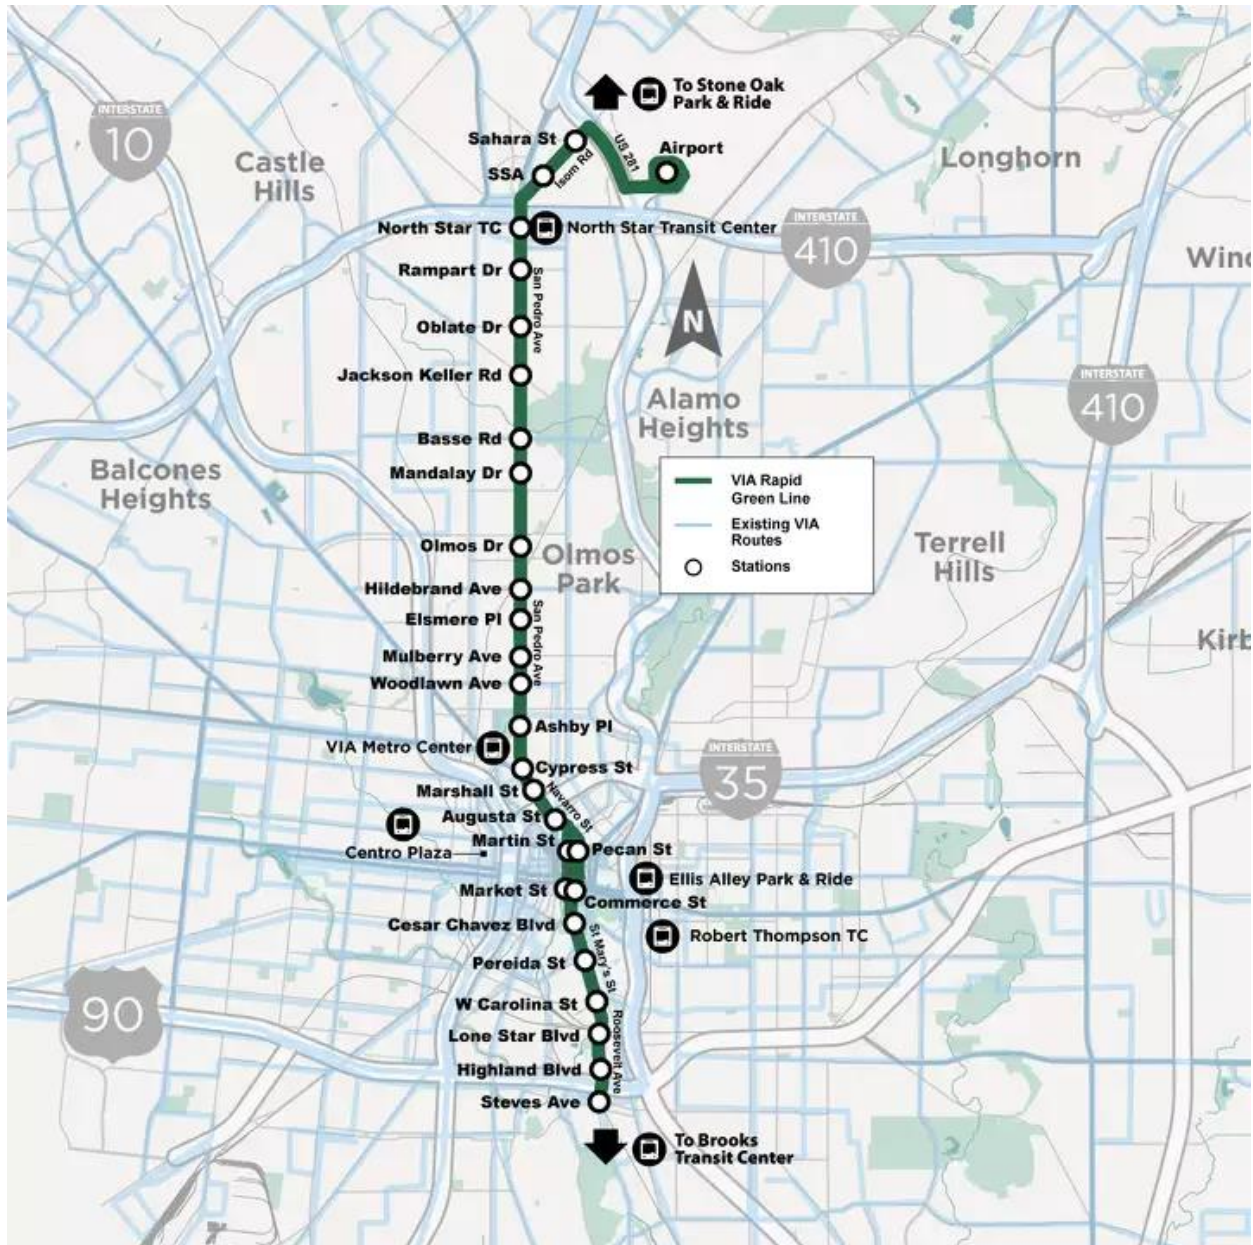 To Stone Oak
Park & Ride
INTERSTATE
10
Sahara St
US 281
Airport
Castle
Hills
Longhorn
SSA
Isom Rd
North Star TC
North Star Transit Center
INTERSTATE
410
Wind
Rampart Dr
San Pedro Ave
N
Oblate Dr
Jackson Keller Rd
INTERSTATE
410
Alamo
Heights
Basse Rd
Balcones
Heights
Mandalay Dr
VIA Rapid
Green Line
Existing VIA
Routes
Stations
Olmos Dr
Olmos
Park
Terrell
Hills
Hildebrand Ave
Elsmere Pl
San Pedro Ave
Kirb
Mulberry Ave
Woodlawn Ave
Ashby Pl
VIA Metro Center
Cypress St
INTERSTATE
35
Marshall St
Navarro St
Augusta St
Martin St
Pecan St
Centro Plaza
Ellis Alley Park & Ride
Market St
Commerce St
Cesar Chavez Blvd
St Mary's St
Robert Thompson TC
Pereida St
90
W Carolina St
Roosevelt Ave
Lone Star Blvd
Highland Blvd
Steves Ave
To Brooks
Transit Center